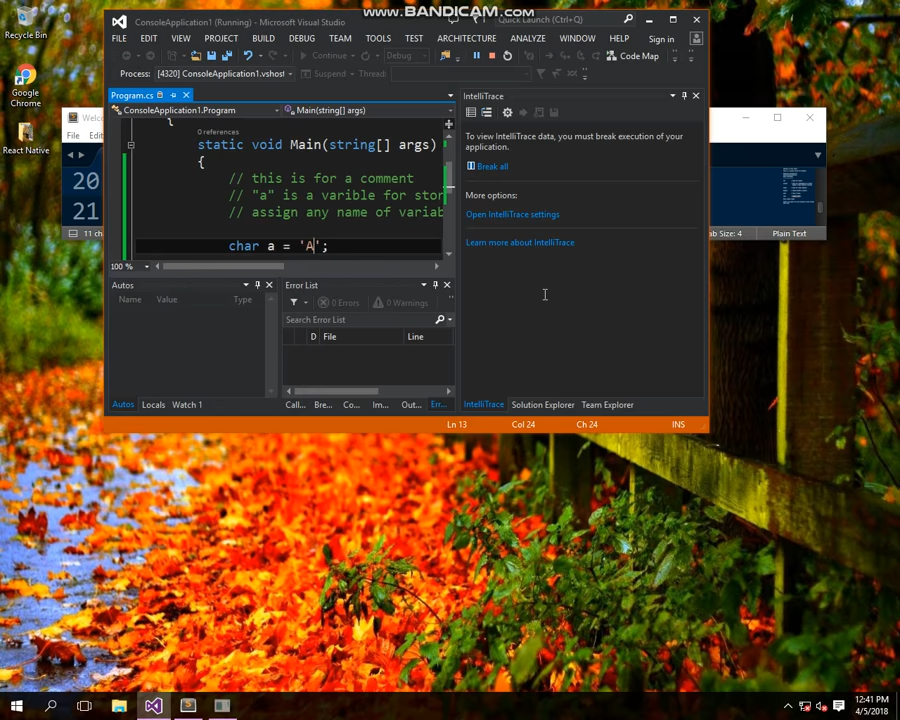 www.BANDICAM.com
Recycle Bin
Google
Chrome
React Native
ConsoleApplication1 (Running) - Microsoft Visual Studio
Quick Launch (Ctrl+Q)
FILE EDIT VIEW PROJECT BUILD DEBUG TEAM TOOLS TEST ARCHITECTURE ANALYZE WINDOW HELP Sign in
Continue Debug Code Map
Process: [4320] ConsoleApplication1.vshos Suspend Thread:
Program.cs
ConsoleApplication1.Program Main(string[] args)
}
0 references
static void Main(string[] args)
{
// this is for a comment
// "a" is a varible for stor
// assign any name of variab
char a = 'A';
100 %
IntelliTrace
To view IntelliTrace data, you must break execution of your
application.
Break all
More options:
Open IntelliTrace settings
Learn more about IntelliTrace
Autos
Name Value Type
Error List
0 Errors 0 Warnings
Search Error List
D File Line
Autos Locals Watch 1
Call... Bre... Co... Im... Out... Err...
IntelliTrace Solution Explorer Team Explorer
Ln 13 Col 24 Ch 24 INS
Welc
File
20
21
11 ch
ab Size: 4 Plain Text
12:41 PM
4/5/2018